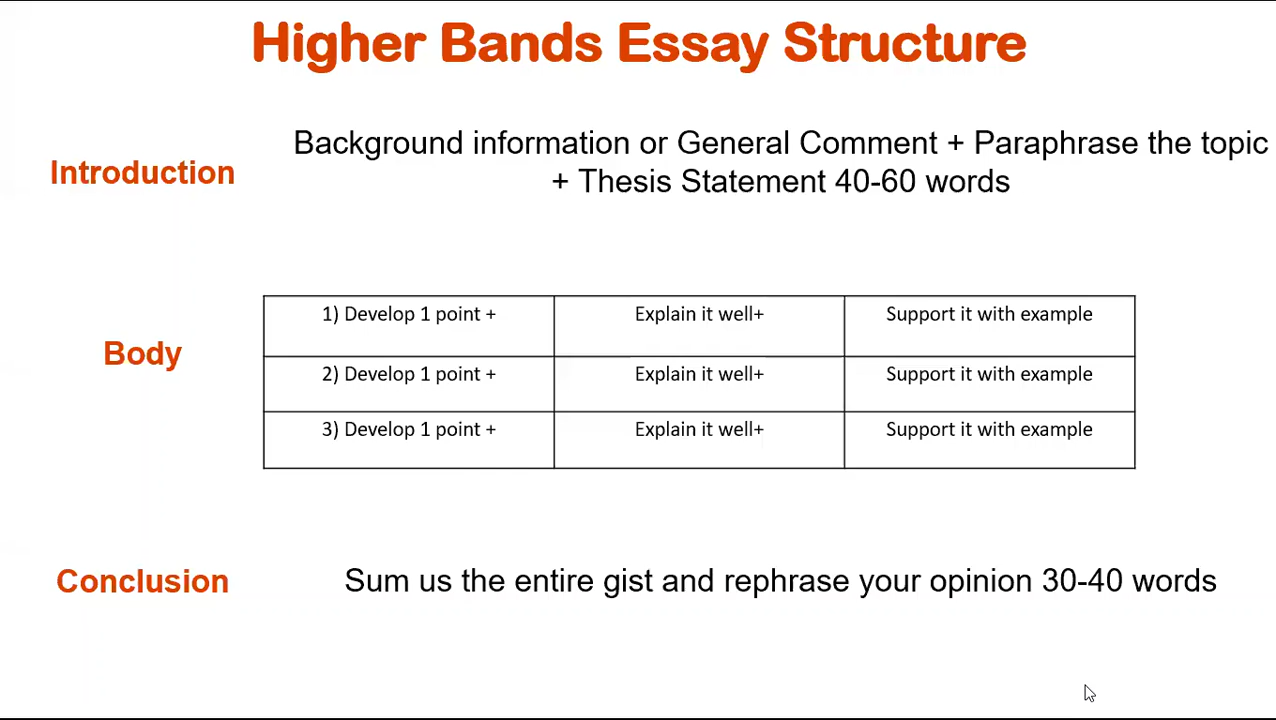 Higher Bands Essay Structure
Introduction
Background information or General Comment + Paraphrase the topic
+ Thesis Statement 40-60 words
Body
1) Develop 1 point + Explain it well+ Support it with example
2) Develop 1 point + Explain it well+ Support it with example
3) Develop 1 point + Explain it well+ Support it with example
Conclusion
Sum us the entire gist and rephrase your opinion 30-40 words